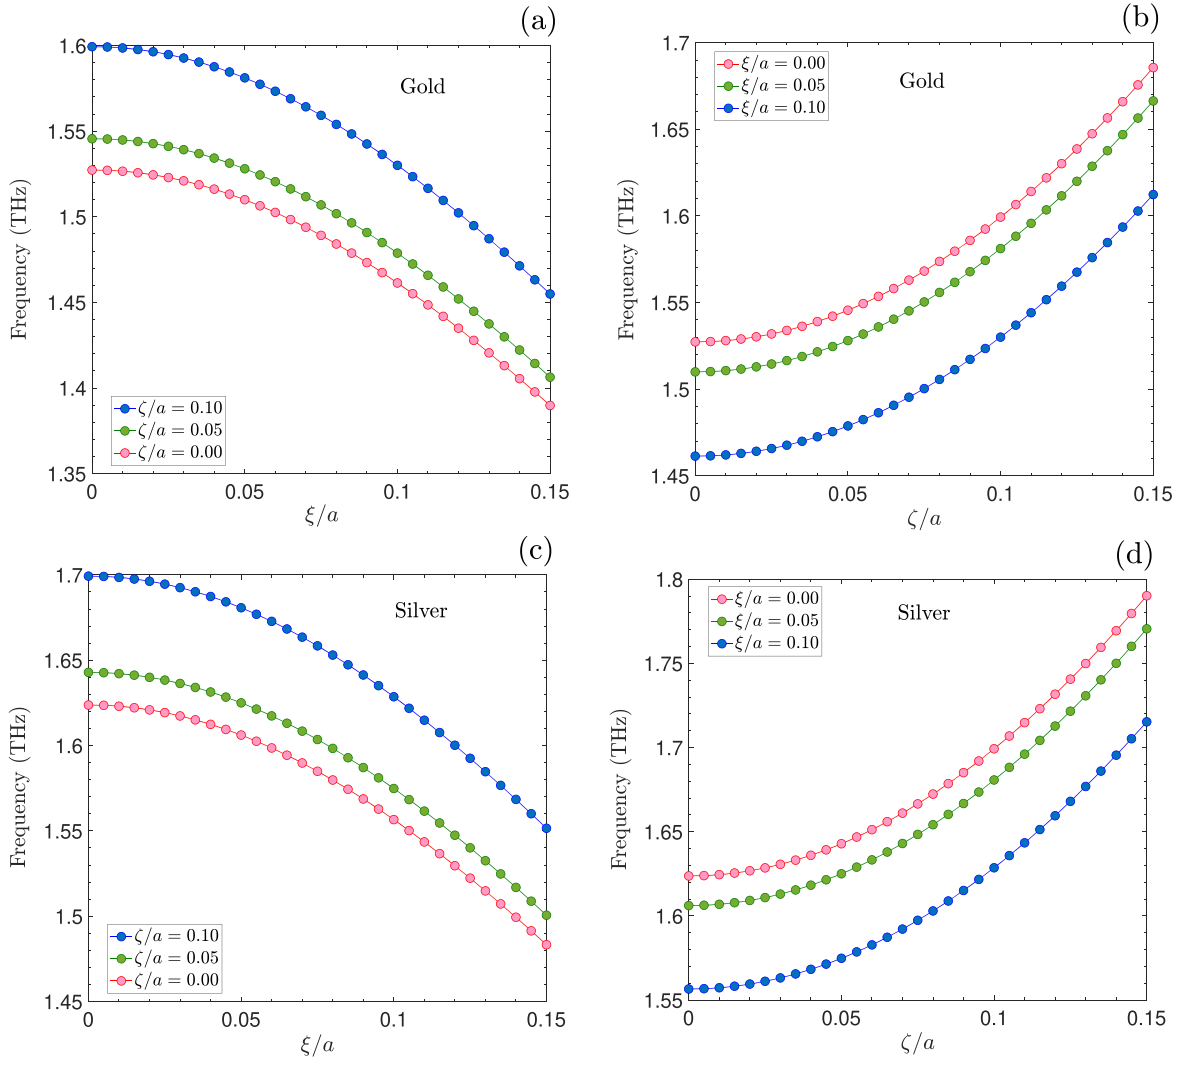 (a)
Gold
1.6
1.55
1.5
1.45
1.4
1.35
Frequency (THz)
ζ/a = 0.10
ζ/a = 0.05
ζ/a = 0.00
0 0.05 0.1 0.15
ξ/a
(b)
Gold
1.7
1.65
1.6
1.55
1.5
1.45
Frequency (THz)
ξ/a = 0.00
ξ/a = 0.05
ξ/a = 0.10
0 0.05 0.1 0.15
ζ/a
(c)
Silver
1.7
1.65
1.6
1.55
1.5
1.45
Frequency (THz)
ζ/a = 0.10
ζ/a = 0.05
ζ/a = 0.00
0 0.05 0.1 0.15
ξ/a
(d)
Silver
1.8
1.75
1.7
1.65
1.6
1.55
Frequency (THz)
ξ/a = 0.00
ξ/a = 0.05
ξ/a = 0.10
0 0.05 0.1 0.15
ζ/a